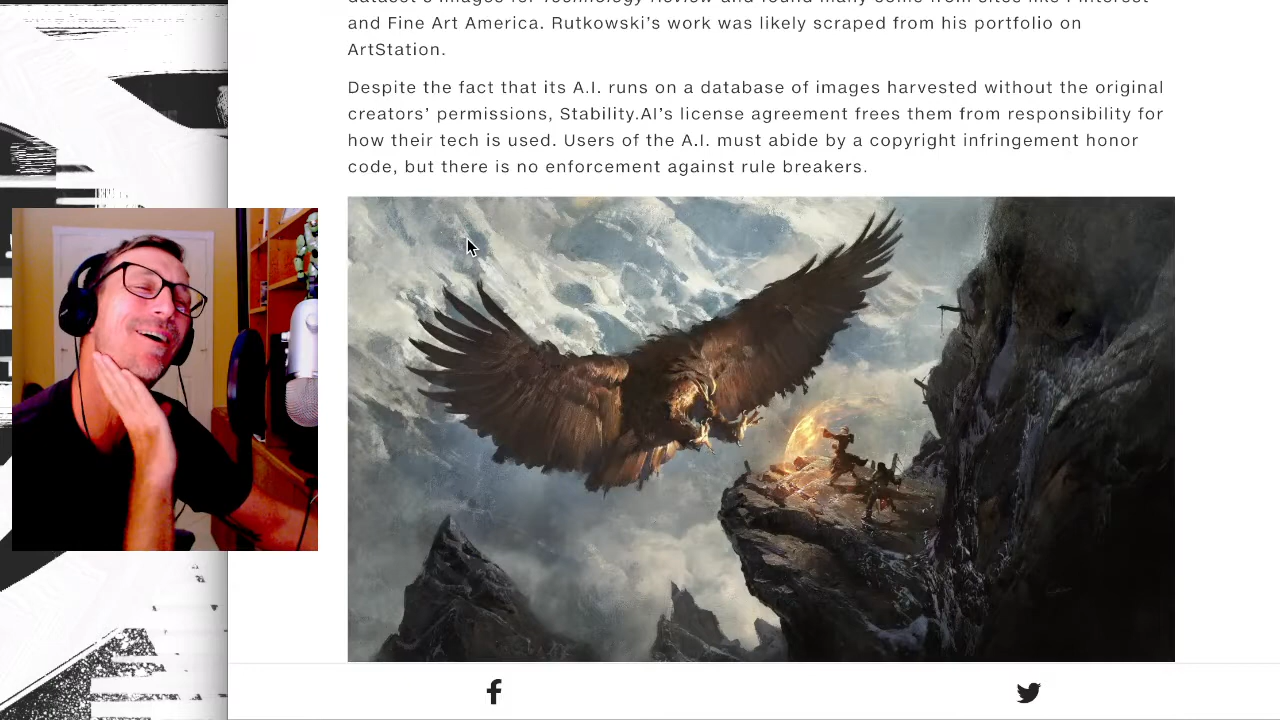 and Fine Art America. Rutkowski's work was likely scraped from his portfolio on
ArtStation.
Despite the fact that its A.I. runs on a database of images harvested without the original
creators' permissions, Stability.AI's license agreement frees them from responsibility for
how their tech is used. Users of the A.I. must abide by a copyright infringement honor
code, but there is no enforcement against rule breakers.